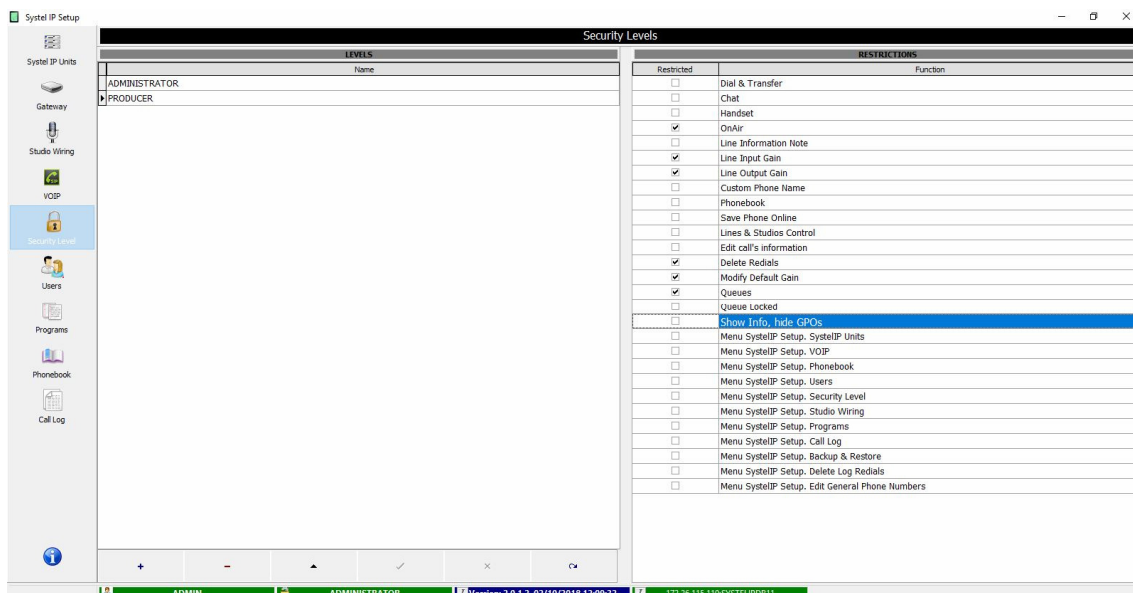 Systel IP Setup
Security Levels
Systel IP Units
Gateway
Studio Wiring
VOIP
Security Level
Users
Programs
Phonebook
Call Log
LEVELS
Name
ADMINISTRATOR
PRODUCER
RESTRICTIONS
Restricted Function
Dial & Transfer
Chat
Handset
OnAir
Line Information Note
Line Input Gain
Line Output Gain
Custom Phone Name
Phonebook
Save Phone Online
Lines & Studios Control
Edit call's information
Delete Redials
Modify Default Gain
Queues
Queue Locked
Show Info, hide GPOs
Menu SystelIP Setup. SystelIP Units
Menu SystelIP Setup. VOIP
Menu SystelIP Setup. Phonebook
Menu SystelIP Setup. Users
Menu SystelIP Setup. Security Level
Menu SystelIP Setup. Studio Wiring
Menu SystelIP Setup. Programs
Menu SystelIP Setup. Call Log
Menu SystelIP Setup. Backup & Restore
Menu SystelIP Setup. Delete Log Redials
Menu SystelIP Setup. Edit General Phone Numbers
ADMIN ADMINISTRATOR